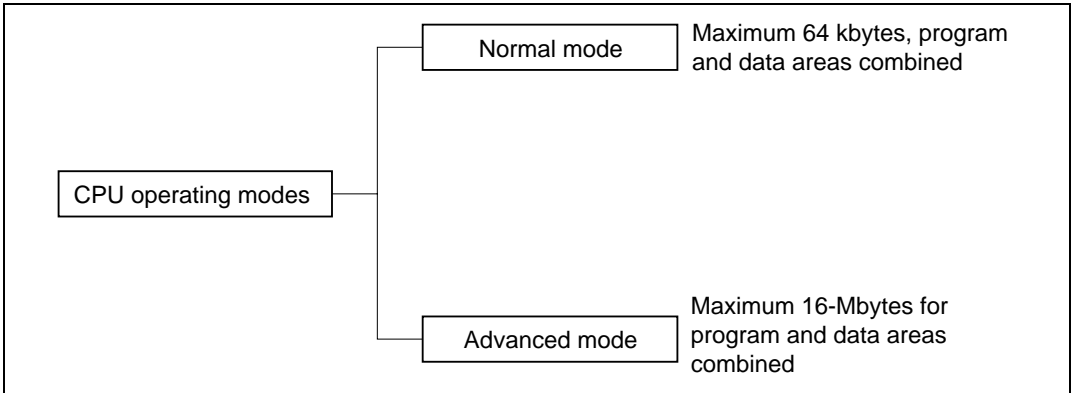 Normal mode
Maximum 64 kbytes, program
and data areas combined
CPU operating modes
Advanced mode
Maximum 16-Mbytes for
program and data areas
combined